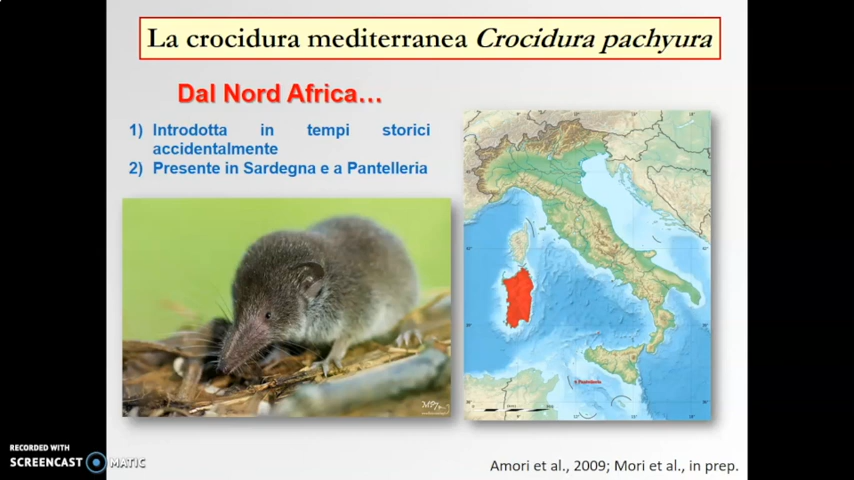 La crocidura mediterranea Crocidura pachyura
Dal Nord Africa...
1) Introdotta in tempi storici
accidentalmente
2) Presente in Sardegna e a Pantelleria
Pantelleria
Amori et al., 2009; Mori et al., in prep.
RECORDED WITH
SCREENCAST MATIC